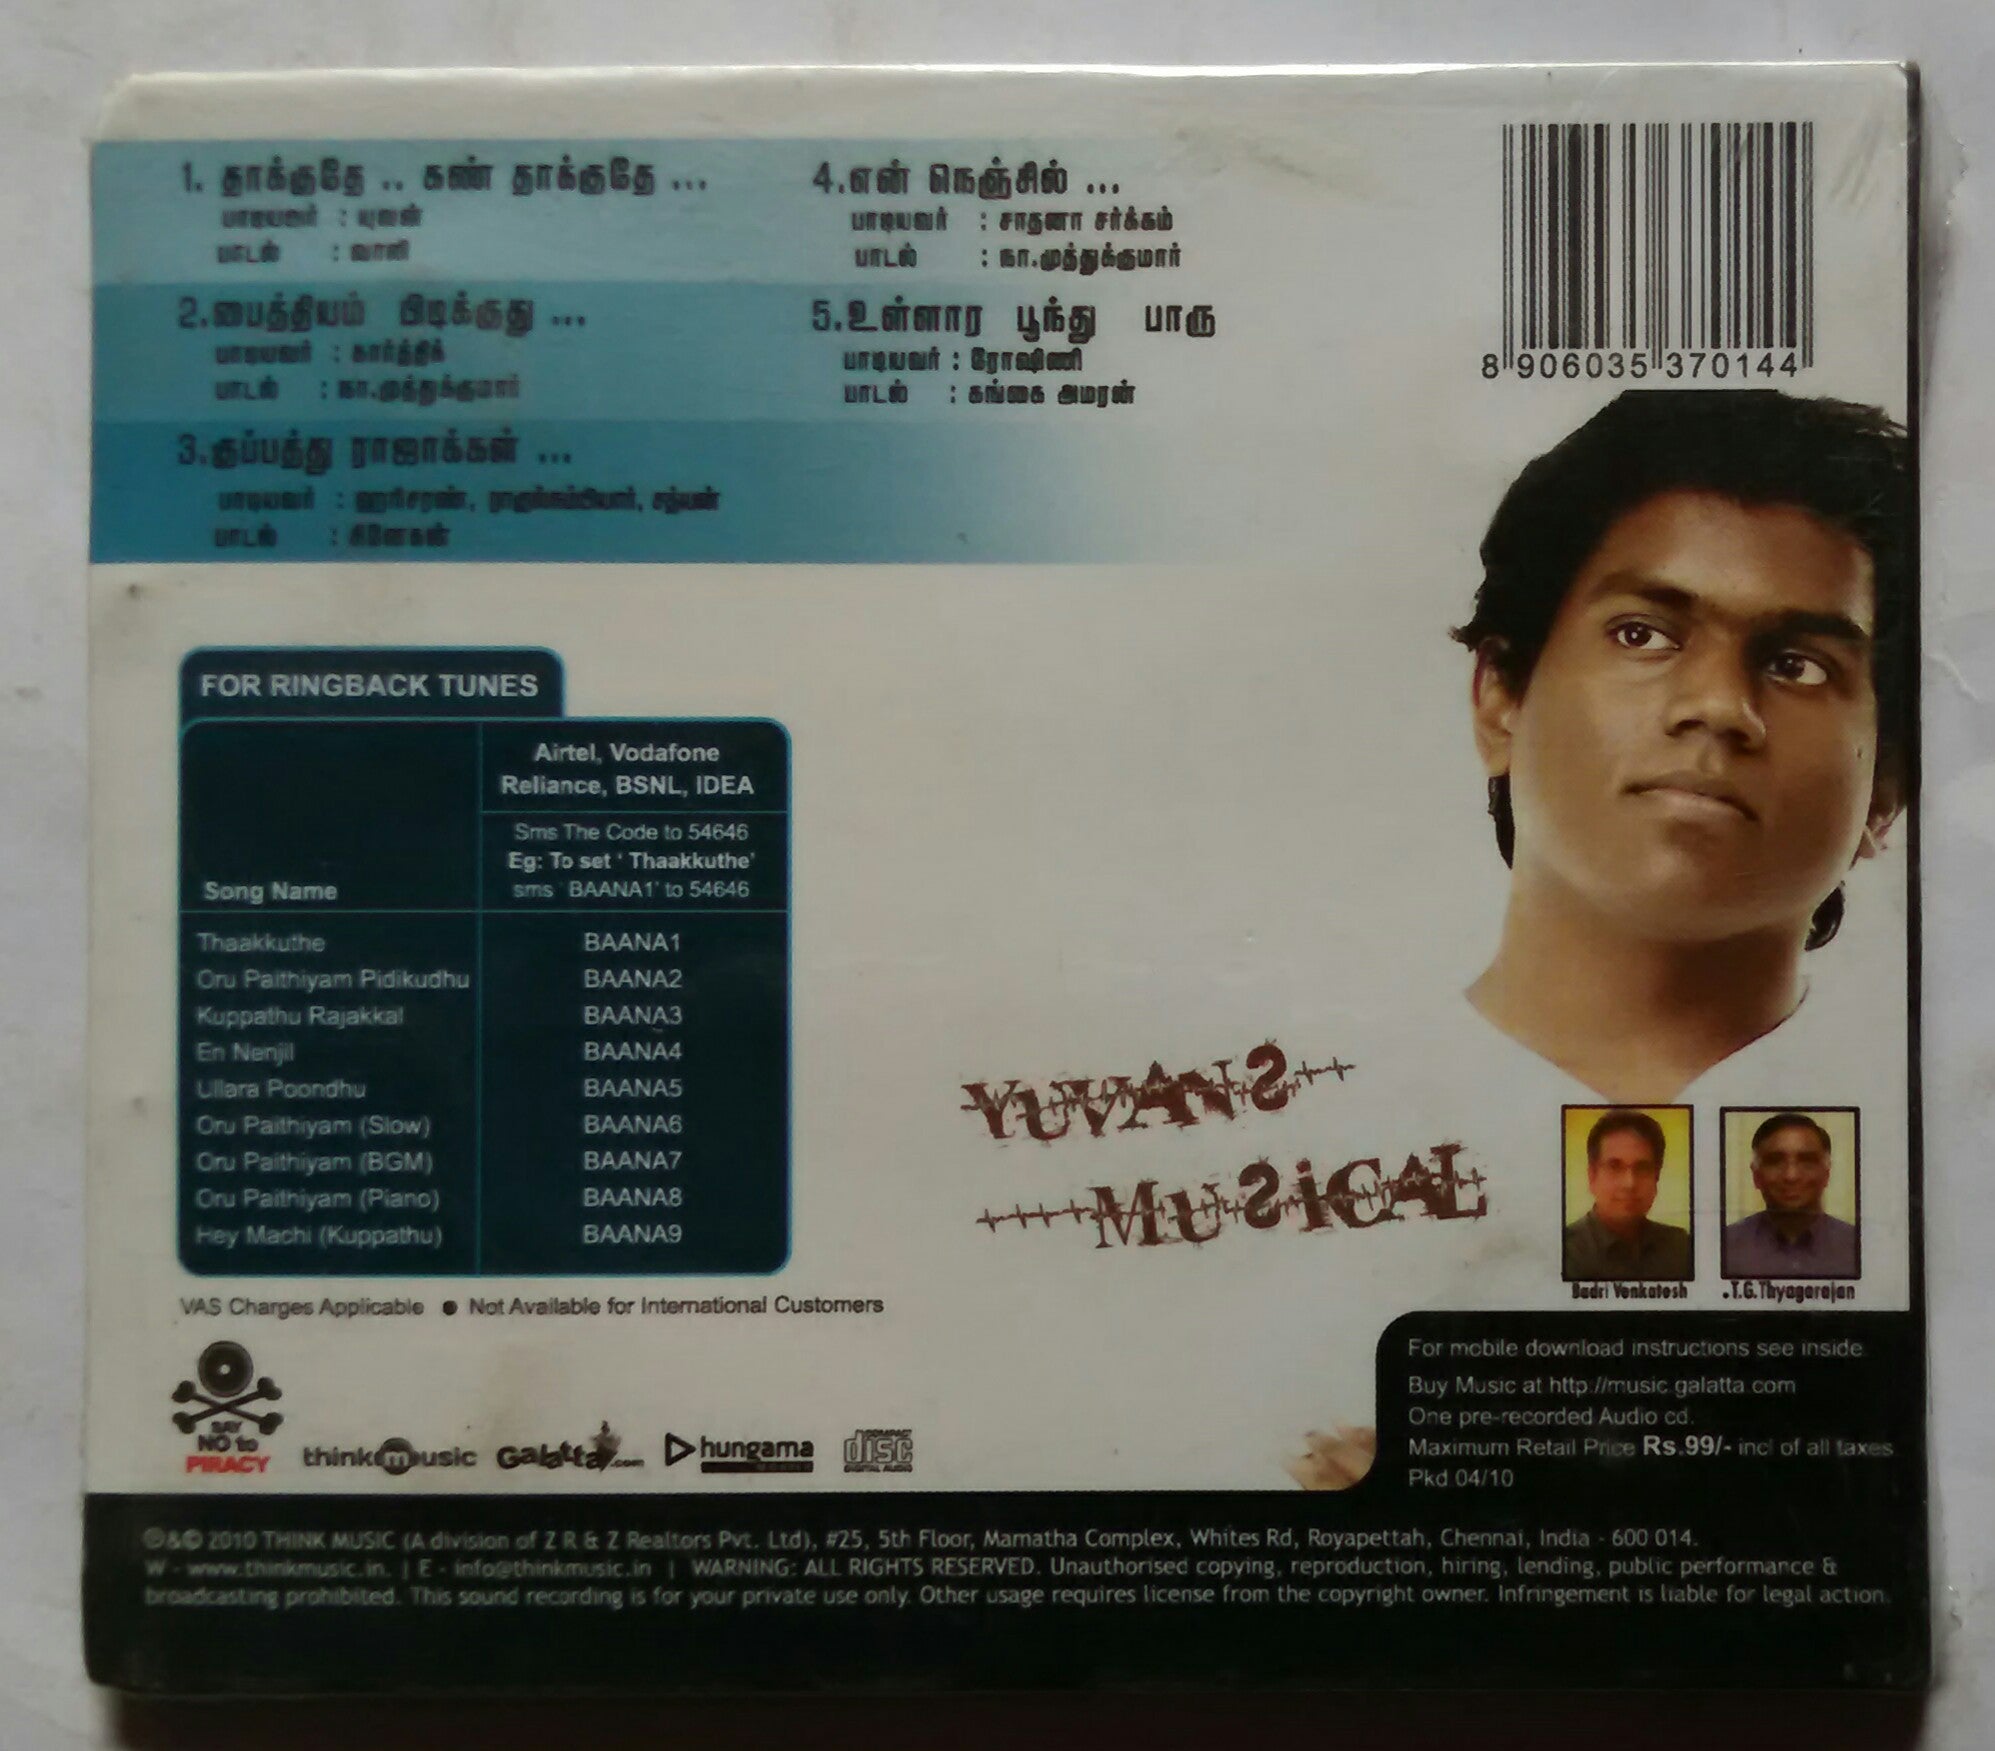 1. தாக்குதே .. கண் தாக்குதே ...
பாடியவர் : யுவன்
பாடல் : வாலி
2.பைத்தியம் பிடிக்குது ...
பாடியவர் : கார்த்திக்
பாடல் : நா.முத்துக்குமார்
3.குப்பத்து ராஜாக்கள் ...
பாடியவர் : ஹரிசரண், சத்யன்
பாடல் : சினேகன்
4.என் நெஞ்சில் ...
பாடியவர் : சாதனா சர்க்கம்
பாடல் : நா.முத்துக்குமார்
5.உள்ளார பூந்து பாரு
பாடியவர் : ரோஷிணி
பாடல் : கங்கை அமரன்
8 906035 370144
FOR RINGBACK TUNES
Airtel, Vodafone
Reliance, BSNL, IDEA
Sms The Code to 54646
Eg: To set ' Thaakkuthe'
Song Name
sms ' BAANA1' to 54646
Thaakkuthe BAANA1
Oru Paithiyam Pidikudhu BAANA2
Kuppathu Rajakkal BAANA3
En Nenjil BAANA4
Ullara Poondhu BAANA5
Oru Paithiyam (Slow) BAANA6
Oru Paithiyam (BGM) BAANA7
Oru Paithiyam (Piano) BAANA8
Hey Machi (Kuppathu) BAANA9
VAS Charges Applicable ● Not Available for International Customers
YUVAN'S
MUSICAL
Badri Venkatesh
.T.G.Thyagarajan
SAY
NO to
PIRACY
thinkmusic
Galatta.com
hungama
COMPACT
disc
DIGITAL AUDIO
For mobile download instructions see inside.
Buy Music at http://music.galatta.com
One pre-recorded Audio cd.
Maximum Retail Price Rs.99/- incl of all taxes
Pkd 04/10
℗&© 2010 THINK MUSIC (A division of Z R & Z Realtors Pvt. Ltd), #25, 5th Floor, Mamatha Complex, Whites Rd, Royapettah, Chennai, India - 600 014.
W - www.thinkmusic.in. | E - info@thinkmusic.in | WARNING: ALL RIGHTS RESERVED. Unauthorised copying, reproduction, hiring, lending, public performance &
broadcasting prohibited. This sound recording is for your private use only. Other usage requires license from the copyright owner. Infringement is liable for legal action.